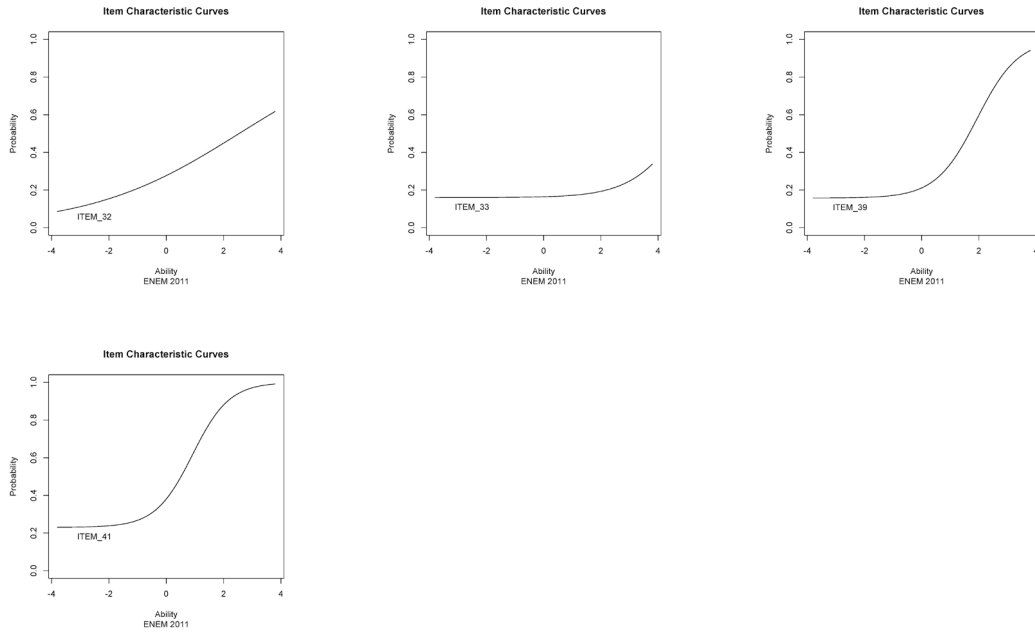 Item Characteristic Curves
Probability
1.0
0.8
0.6
0.4
0.2
0.0
ITEM_32
-4 -2 0 2 4
Ability
ENEM 2011
Item Characteristic Curves
Probability
1.0
0.8
0.6
0.4
0.2
0.0
ITEM_33
-4 -2 0 2 4
Ability
ENEM 2011
Item Characteristic Curves
Probability
1.0
0.8
0.6
0.4
0.2
0.0
ITEM_39
-4 -2 0 2 4
Ability
ENEM 2011
Item Characteristic Curves
Probability
1.0
0.8
0.6
0.4
0.2
0.0
ITEM_41
-4 -2 0 2 4
Ability
ENEM 2011